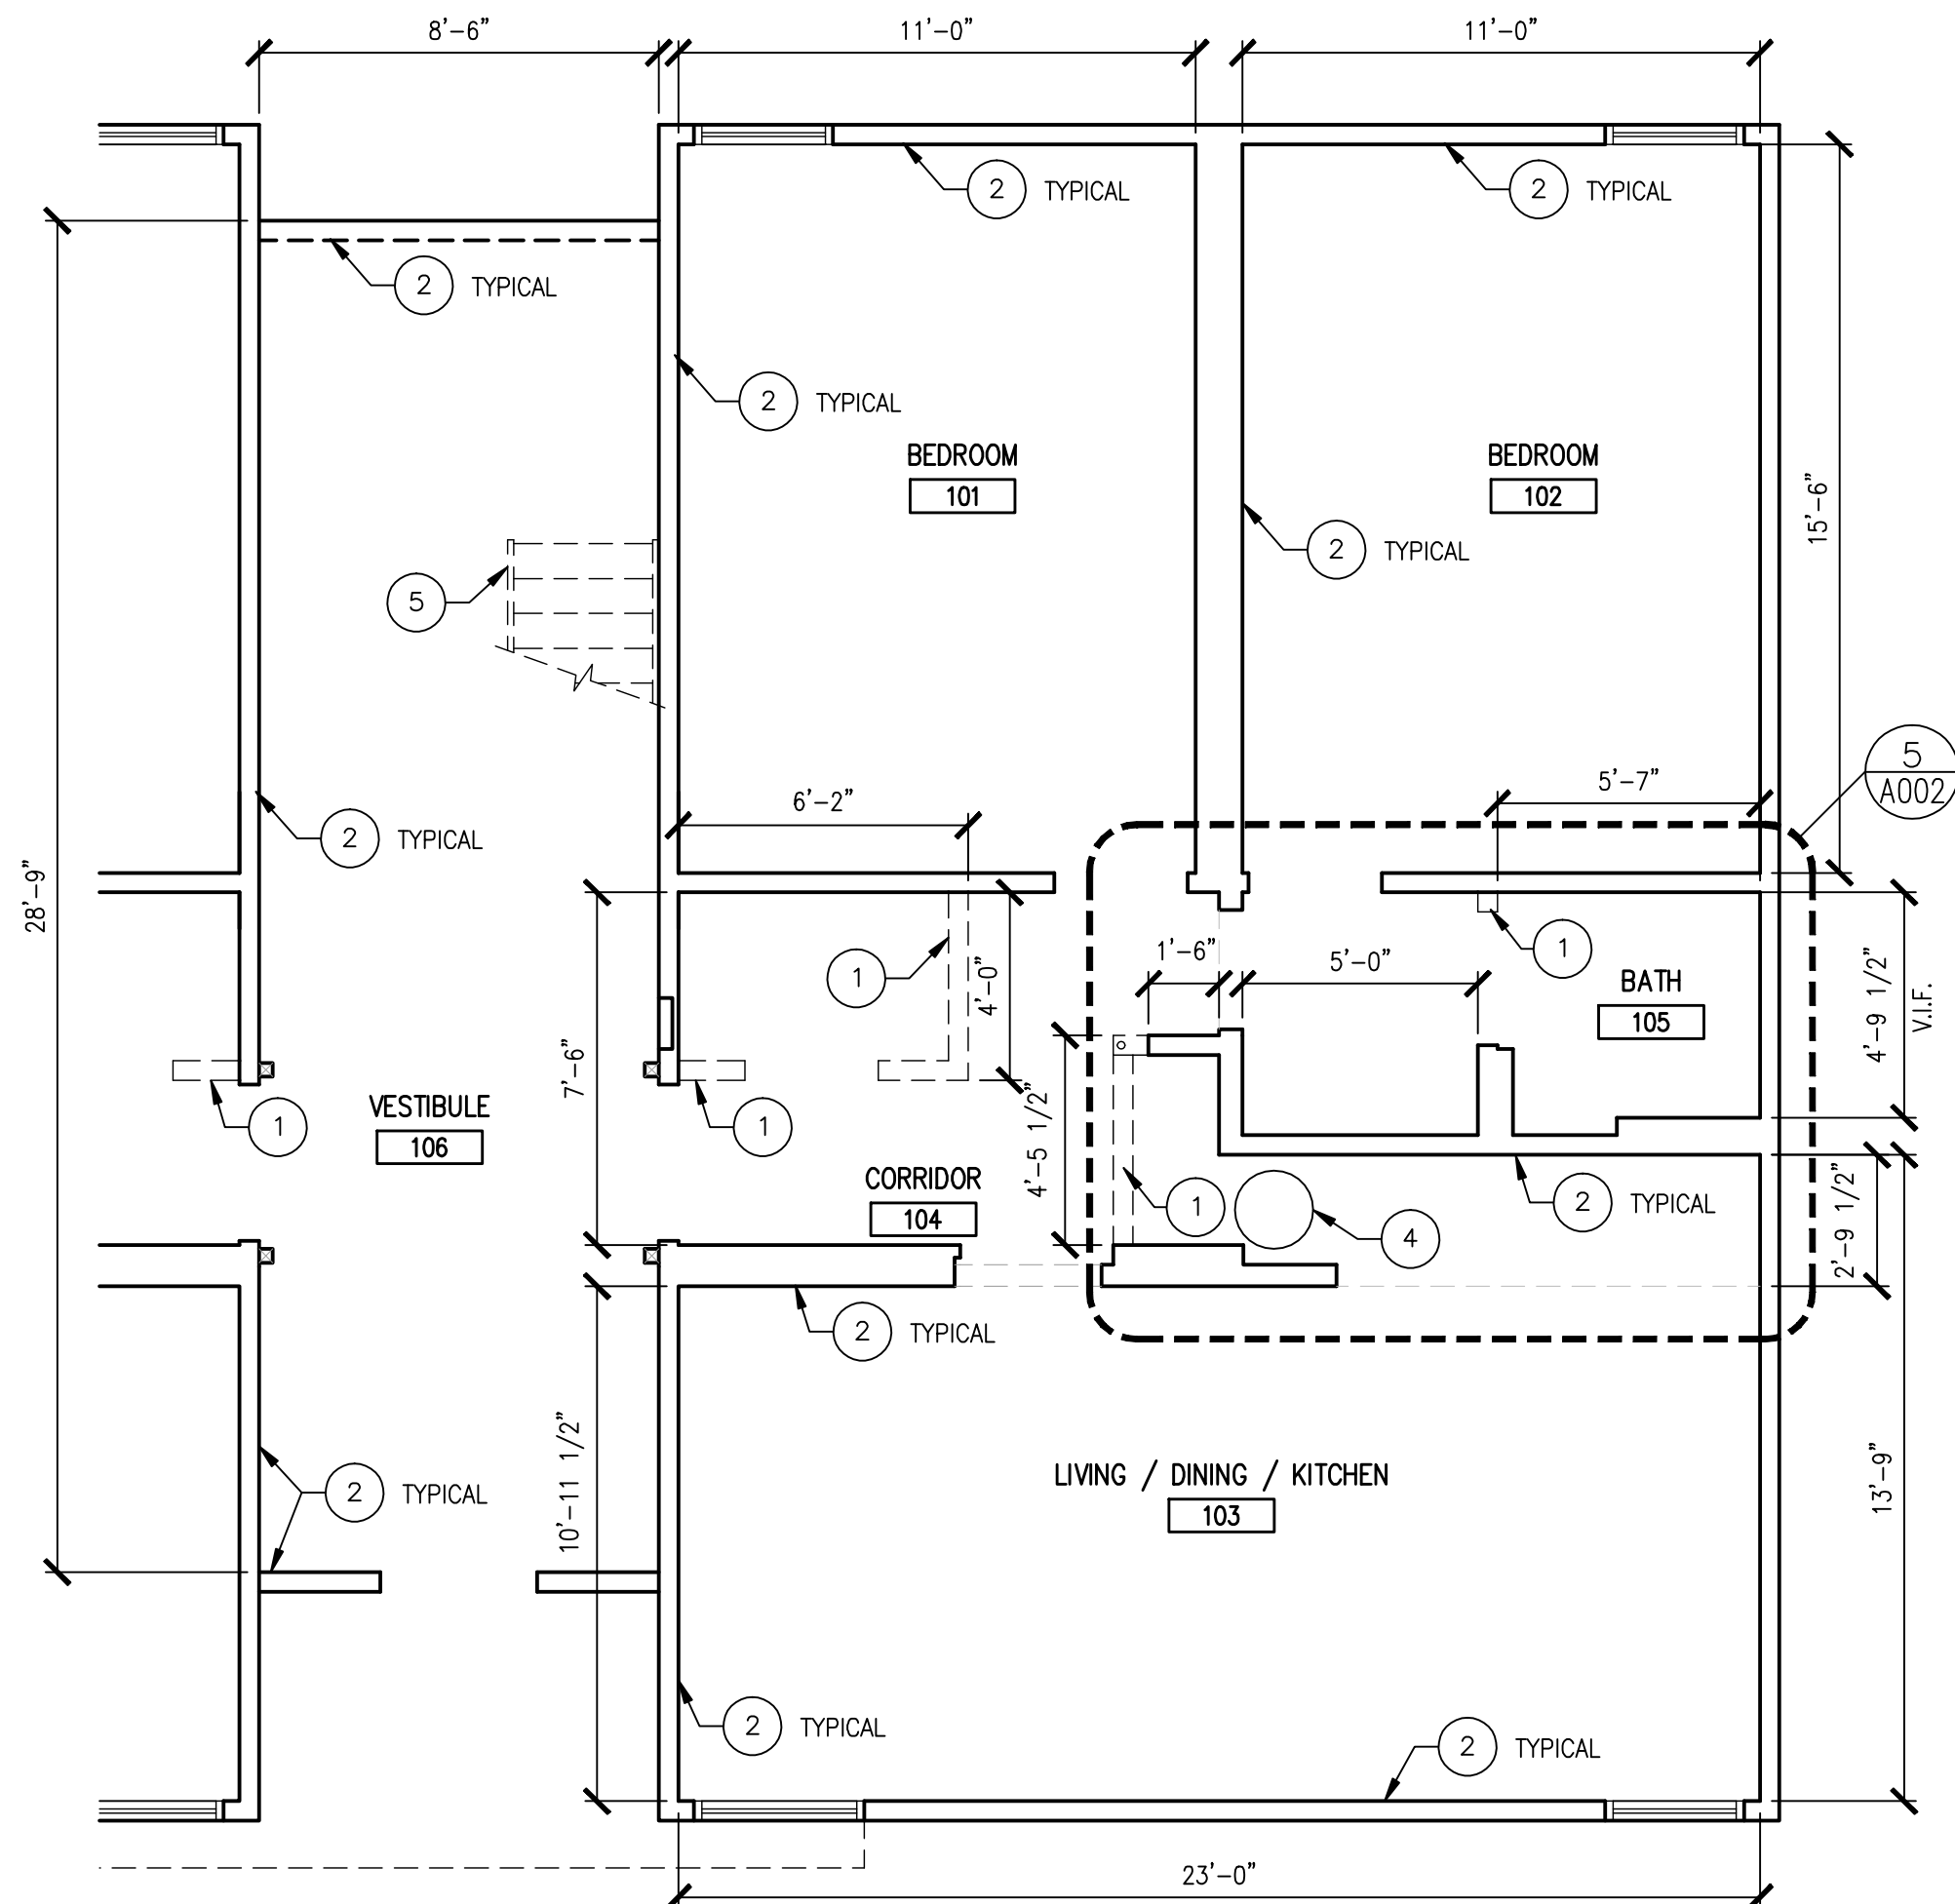 8'-6"
11'-0"
11'-0"
2 TYPICAL
2 TYPICAL
2 TYPICAL
2 TYPICAL
BEDROOM
101
BEDROOM
102
15'-6"
2 TYPICAL
5
5
A002
5'-7"
6'-2"
2 TYPICAL
28'-9"
1
4'-0"
1'-6"
5'-0"
1
BATH
105
4'-9 1/2"
V.I.F.
7'-6"
1
VESTIBULE
106
1
4'-5 1/2"
CORRIDOR
104
1
4
2 TYPICAL
2'-9 1/2"
2 TYPICAL
10'-11 1/2"
2 TYPICAL
LIVING / DINING / KITCHEN
103
13'-9"
2 TYPICAL
2 TYPICAL
23'-0"